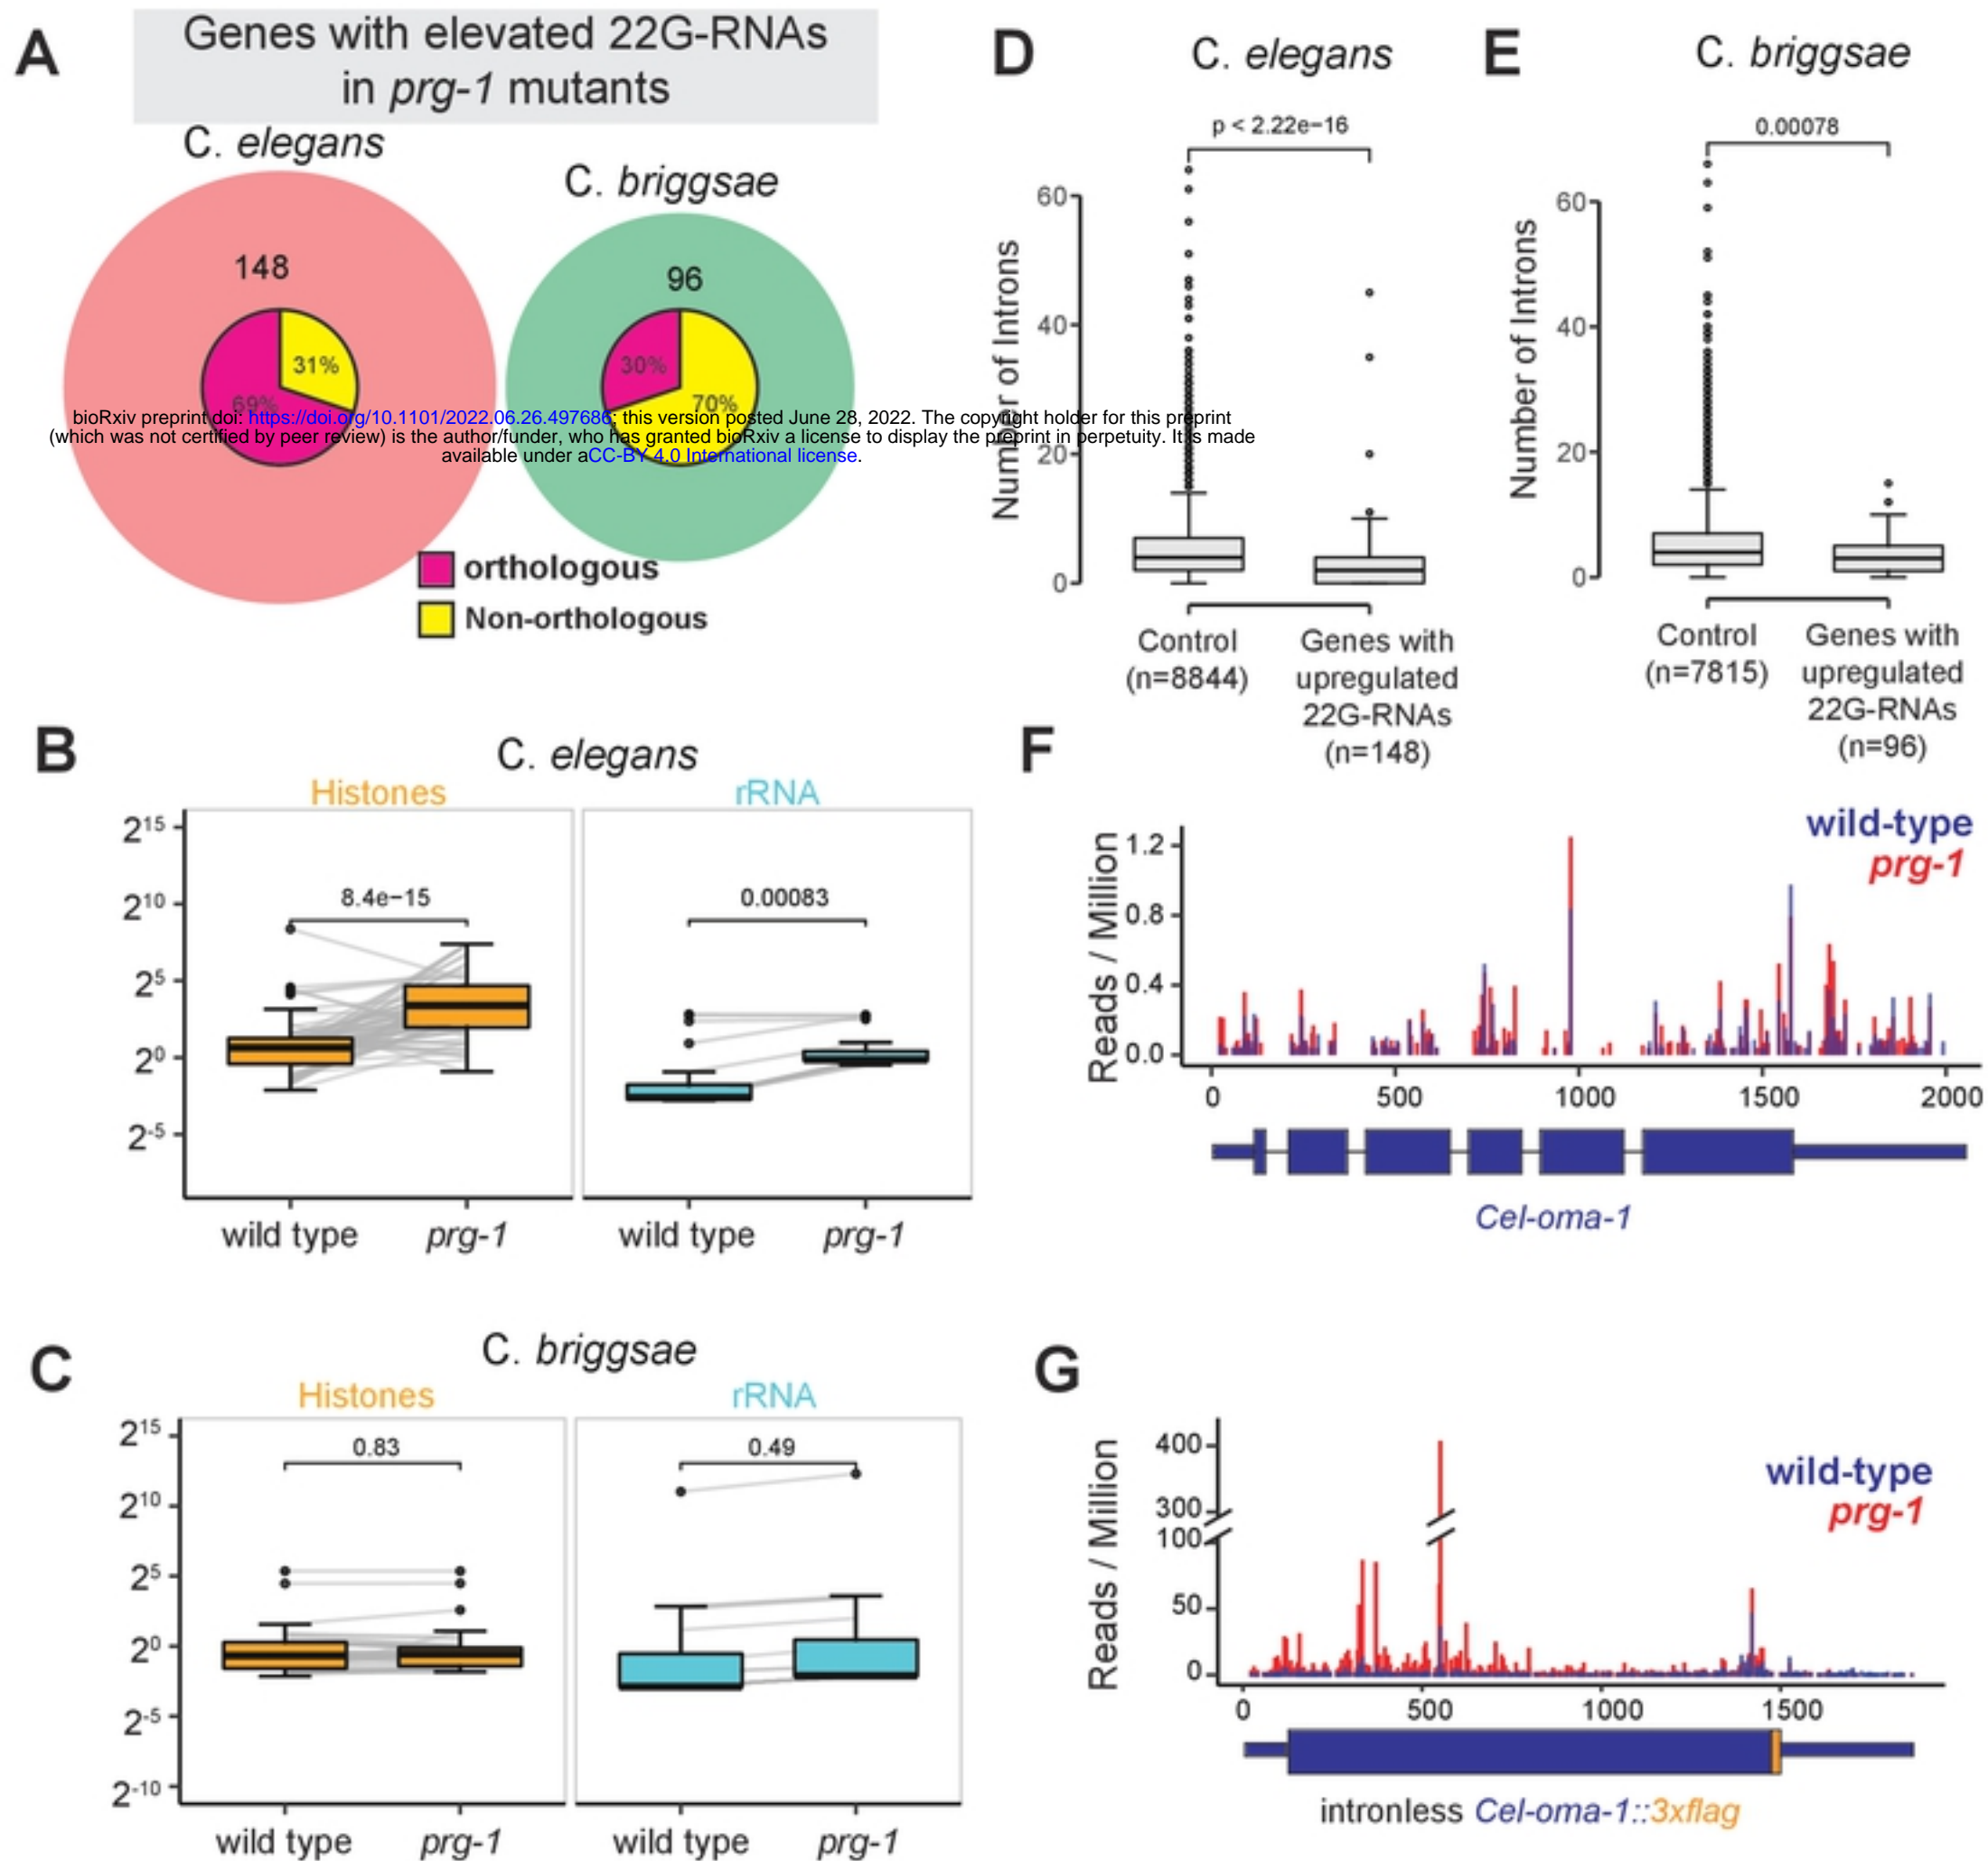 A
Genes with elevated 22G-RNAs
in prg-1 mutants
C. elegans
C. briggsae
148
96
31%
69%
30%
70%
bioRxiv preprint doi: https://doi.org/10.1101/2022.06.26.497686; this version posted June 28, 2022. The copyright holder for this preprint
(which was not certified by peer review) is the author/funder, who has granted bioRxiv a license to display the preprint in perpetuity. It is made
available under aCC-BY 4.0 International license.
orthologous
Non-orthologous
B
C. elegans
Histones
rRNA
2^15
2^10
2^5
2^0
2^-5
8.4e−15
0.00083
wild type
prg-1
wild type
prg-1
C
C. briggsae
Histones
rRNA
2^15
2^10
2^5
2^0
2^-5
2^-10
0.83
0.49
wild type
prg-1
wild type
prg-1
D
C. elegans
p < 2.22e−16
Number of Introns
60
40
20
0
Control
(n=8844)
Genes with
upregulated
22G-RNAs
(n=148)
E
C. briggsae
0.00078
Number of Introns
60
40
20
0
Control
(n=7815)
Genes with
upregulated
22G-RNAs
(n=96)
F
wild-type
prg-1
Reads / Million
1.2
0.8
0.4
0.0
0
500
1000
1500
2000
Cel-oma-1
G
wild-type
prg-1
Reads / Million
400
300
100
50
0
0
500
1000
1500
intronless Cel-oma-1::3xflag